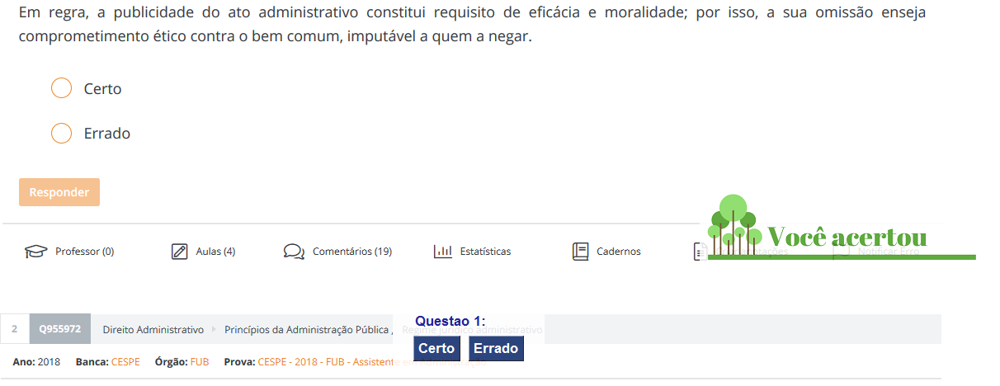 Em regra, a publicidade do ato administrativo constitui requisito de eficácia e moralidade; por isso, a sua omissão enseja
comprometimento ético contra o bem comum, imputável a quem a negar.
Certo
Errado
Responder
Você acertou
Professor (0) Aulas (4) Comentários (19) Estatísticas Cadernos Notificar Erro
Questao 1:
2 Q955972 Direito Administrativo Princípios da Administração Pública , Regime jurídico administrativo
Certo Errado
Ano: 2018 Banca: CESPE Órgão: FUB Prova: CESPE - 2018 - FUB - Assistente